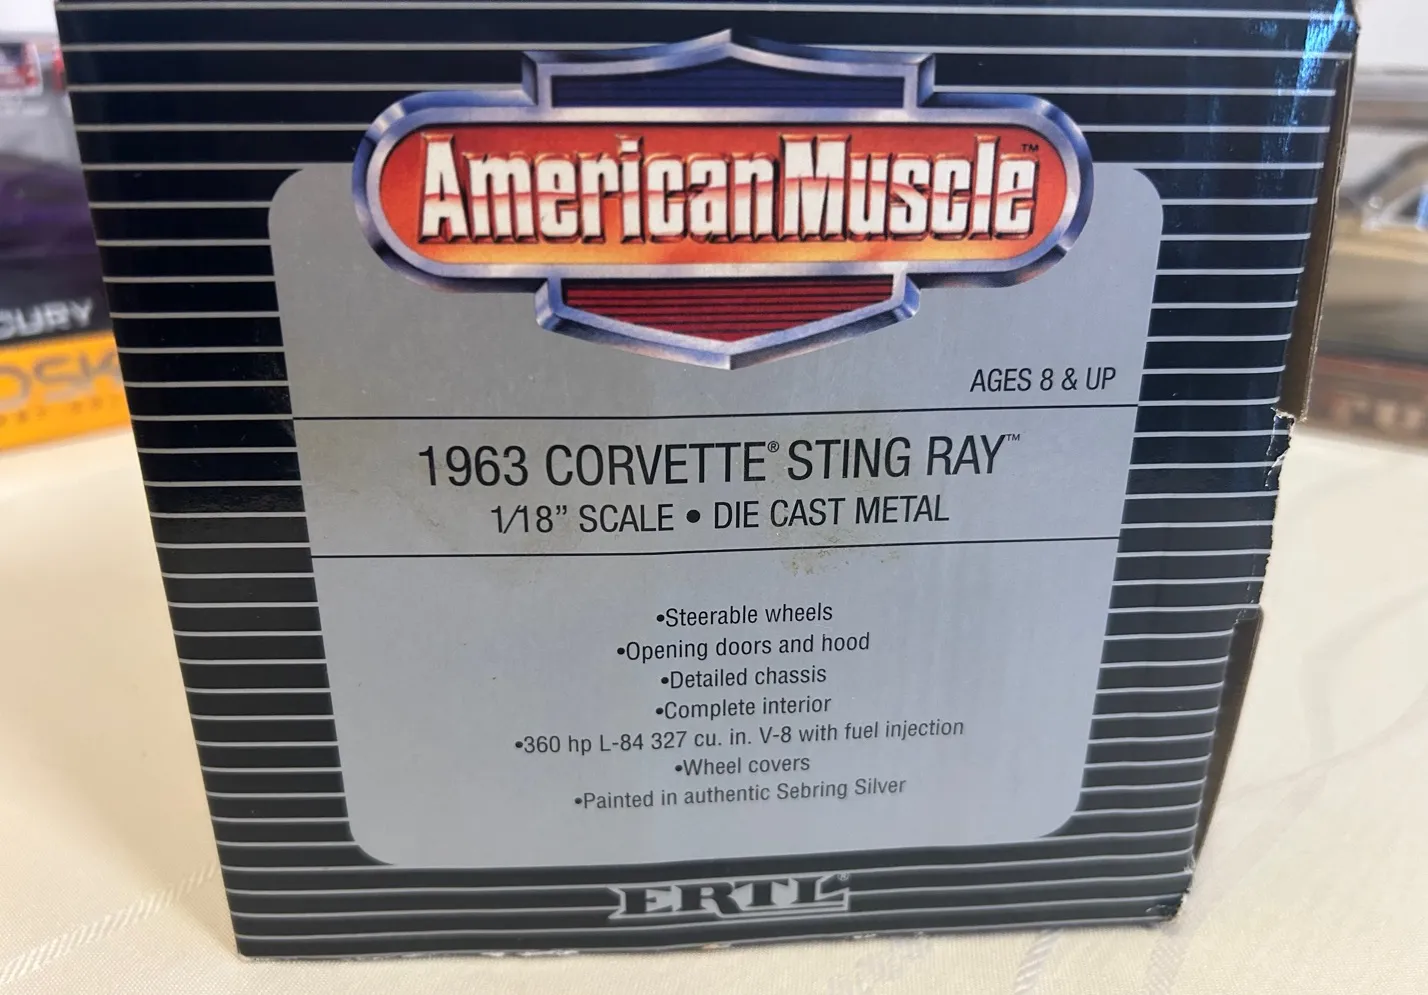 AmericanMuscle™
AGES 8 & UP
1963 CORVETTE® STING RAY™
1/18” SCALE • DIE CAST METAL
•Steerable wheels
•Opening doors and hood
•Detailed chassis
•Complete interior
•360 hp L-84 327 cu. in. V-8 with fuel injection
•Wheel covers
•Painted in authentic Sebring Silver
ERTL®